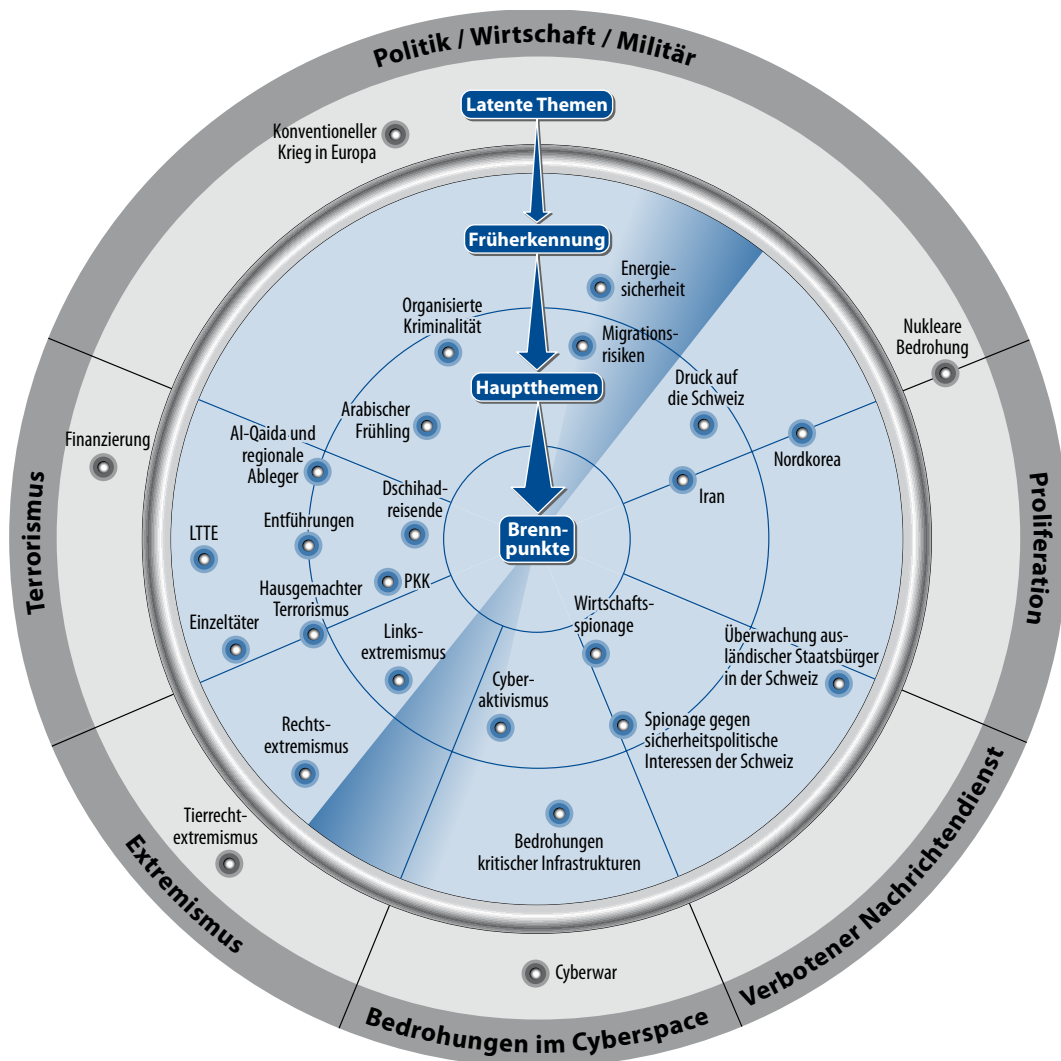 Politik / Wirtschaft / Militär
Latente Themen
Konventioneller
Krieg in Europa
Früherkennung
Energie-
sicherheit
Organisierte
Kriminalität
Migrations-
risiken
Nukleare
Bedrohung
Hauptthemen
Druck auf
die Schweiz
Arabischer
Frühling
Finanzierung
Al-Qaida und
regionale
Ableger
Nordkorea
Iran
Dschihad-
reisende
Terrorismus
Proliferation
LTTE
Entführungen
Brenn-
punkte
PKK
Hausgemachter
Terrorismus
Einzeltäter
Wirtschafts-
spionage
Links-
extremismus
Überwachung aus-
ländischer Staatsbürger
in der Schweiz
Cyber-
aktivismus
Rechts-
extremismus
Spionage gegen
sicherheitspolitische
Interessen der Schweiz
Tierrecht-
extremismus
Bedrohungen
kritischer Infrastrukturen
Extremismus
Verbotener Nachrichtendienst
Cyberwar
Bedrohungen im Cyberspace